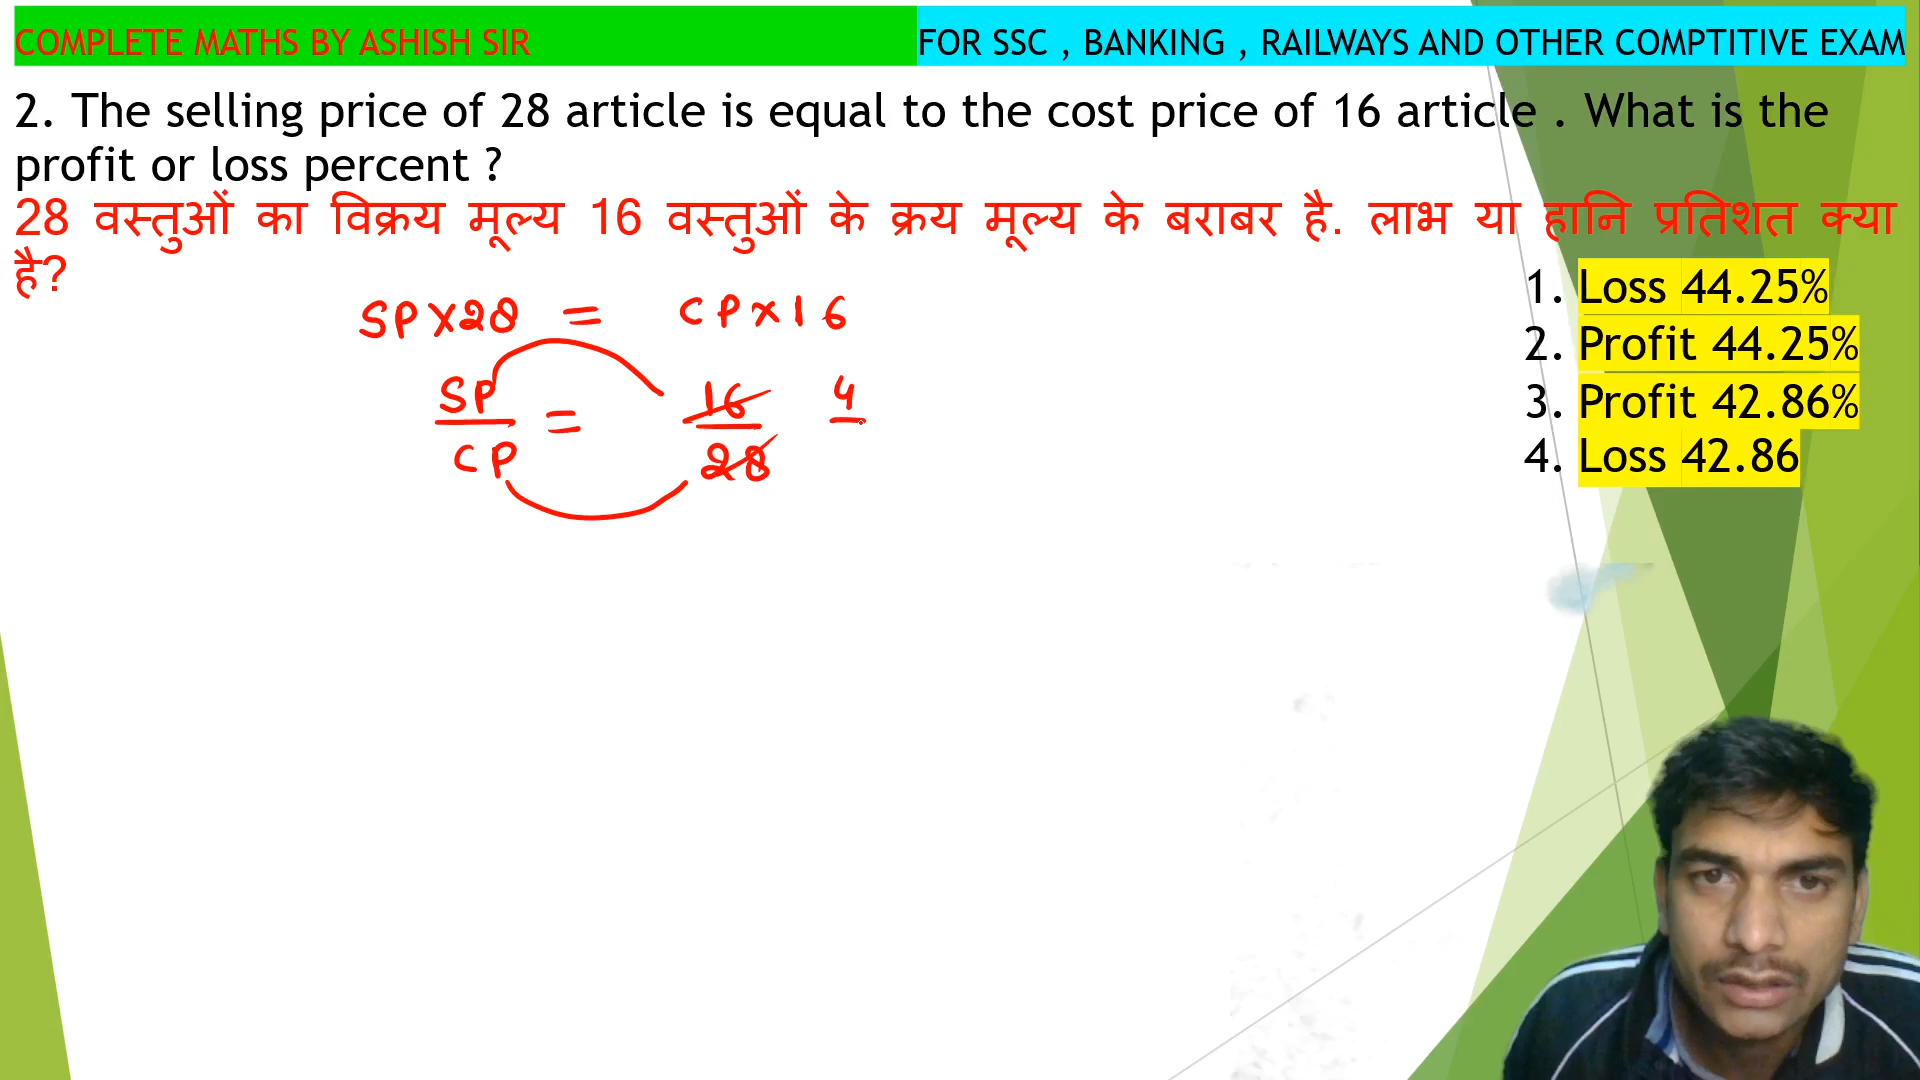 COMPLETE MATHS BY ASHISH SIR FOR SSC , BANKING , RAILWAYS AND OTHER COMPTITIVE EXAM
2. The selling price of 28 article is equal to the cost price of 16 article . What is the
profit or loss percent ?
28 वस्तुओं का विक्रय मूल्य 16 वस्तुओं के क्रय मूल्य के बराबर है. लाभ या हानि प्रतिशत क्या
है?
1. Loss 44.25%
2. Profit 44.25%
3. Profit 42.86%
4. Loss 42.86
SP X 28 = CP x 16
SP = 16 4
CP 28